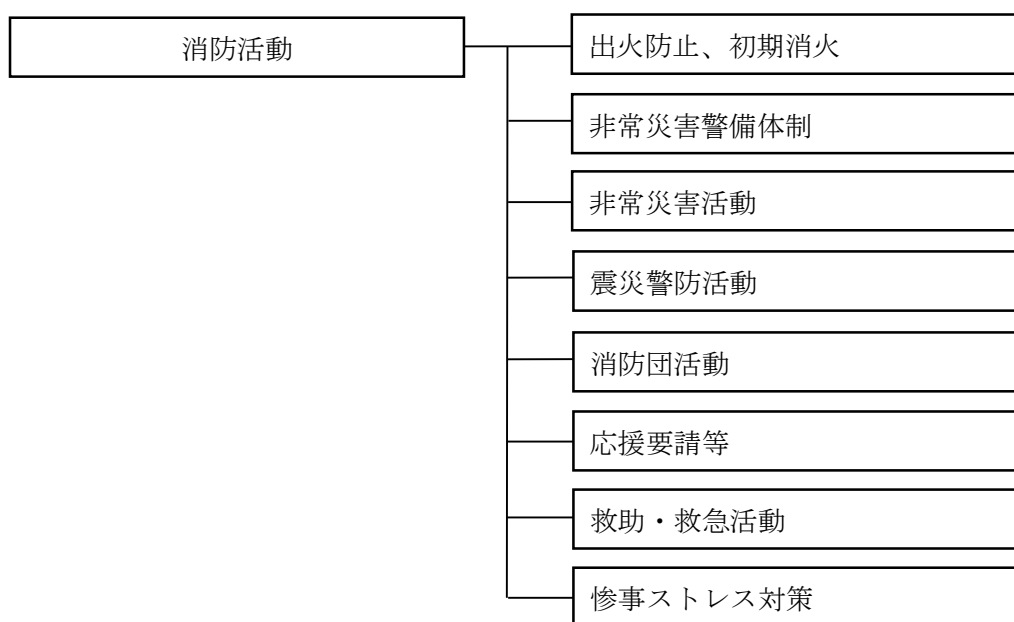 消防活動
出火防止、初期消火
非常災害警備体制
非常災害活動
震災警防活動
消防団活動
応援要請等
救助・救急活動
惨事ストレス対策